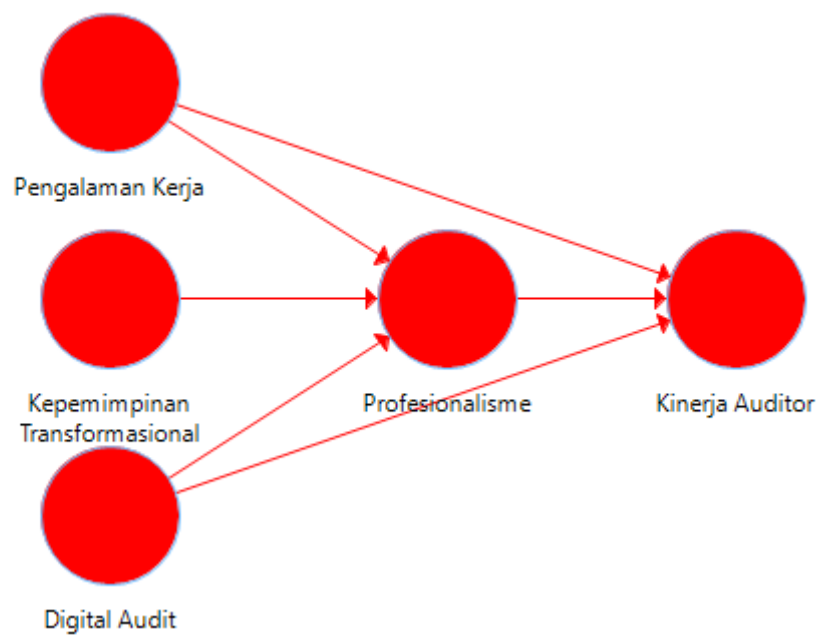 Pengalaman Kerja
Kepemimpinan
Transformasional
Profesionalisme
Kinerja Auditor
Digital Audit